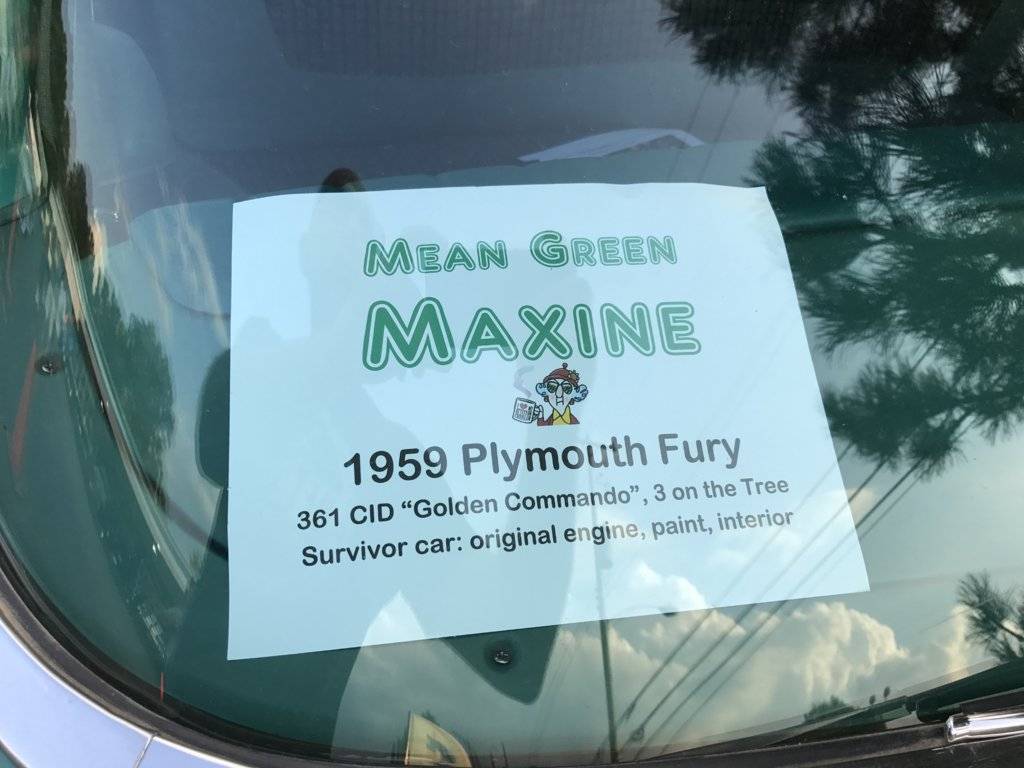 MEAN GREEN
MAXINE
1959 Plymouth Fury
361 CID “Golden Commando”, 3 on the Tree
Survivor car: original engine, paint, interior